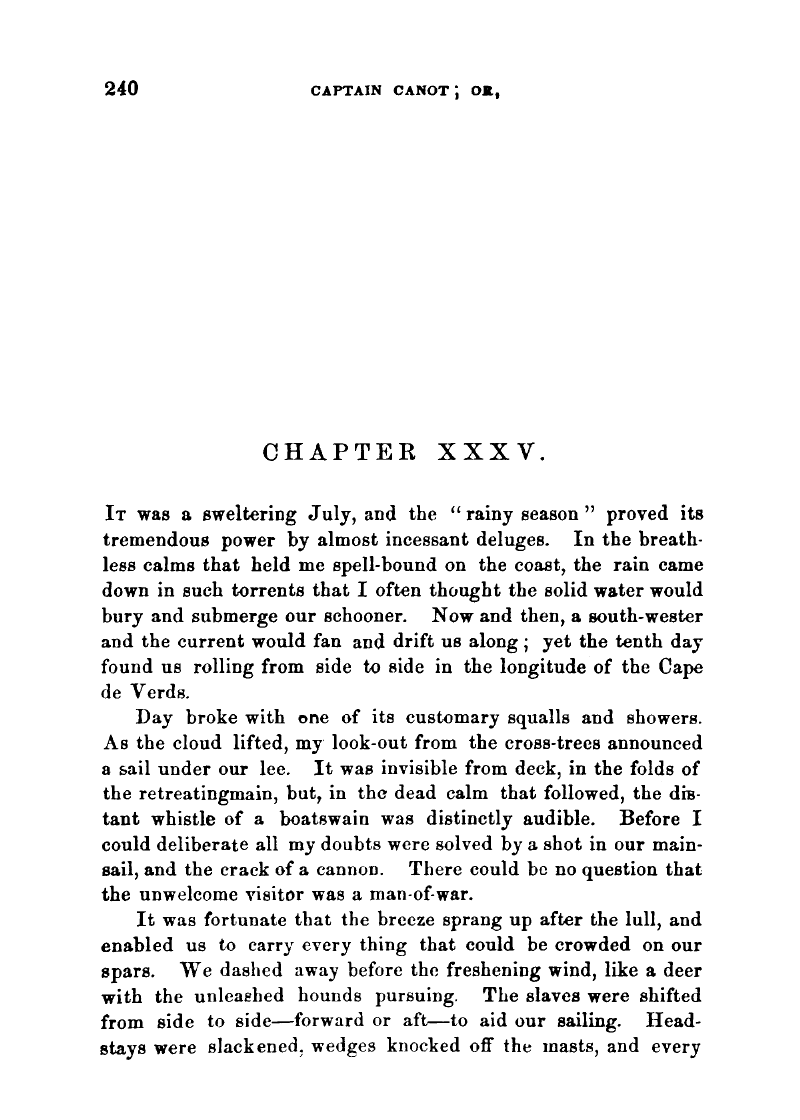 240 CAPTAIN CANOT; OR,
CHAPTER XXXV.
IT was a sweltering July, and the “rainy season” proved its
tremendous power by almost incessant deluges. In the breath-
less calms that held me spell-bound on the coast, the rain came
down in such torrents that I often thought the solid water would
bury and submerge our schooner. Now and then, a south-wester
and the current would fan and drift us along; yet the tenth day
found us rolling from side to side in the longitude of the Cape
de Verds.
Day broke with one of its customary squalls and showers.
As the cloud lifted, my look-out from the cross-trees announced
a sail under our lee. It was invisible from deck, in the folds of
the retreatingmain, but, in the dead calm that followed, the dis-
tant whistle of a boatswain was distinctly audible. Before I
could deliberate all my doubts were solved by a shot in our main-
sail, and the crack of a cannon. There could be no question that
the unwelcome visitor was a man-of-war.
It was fortunate that the breeze sprang up after the lull, and
enabled us to carry every thing that could be crowded on our
spars. We dashed away before the freshening wind, like a deer
with the unleashed hounds pursuing. The slaves were shifted
from side to side—forward or aft—to aid our sailing. Head-
stays were slackened, wedges knocked off the masts, and every